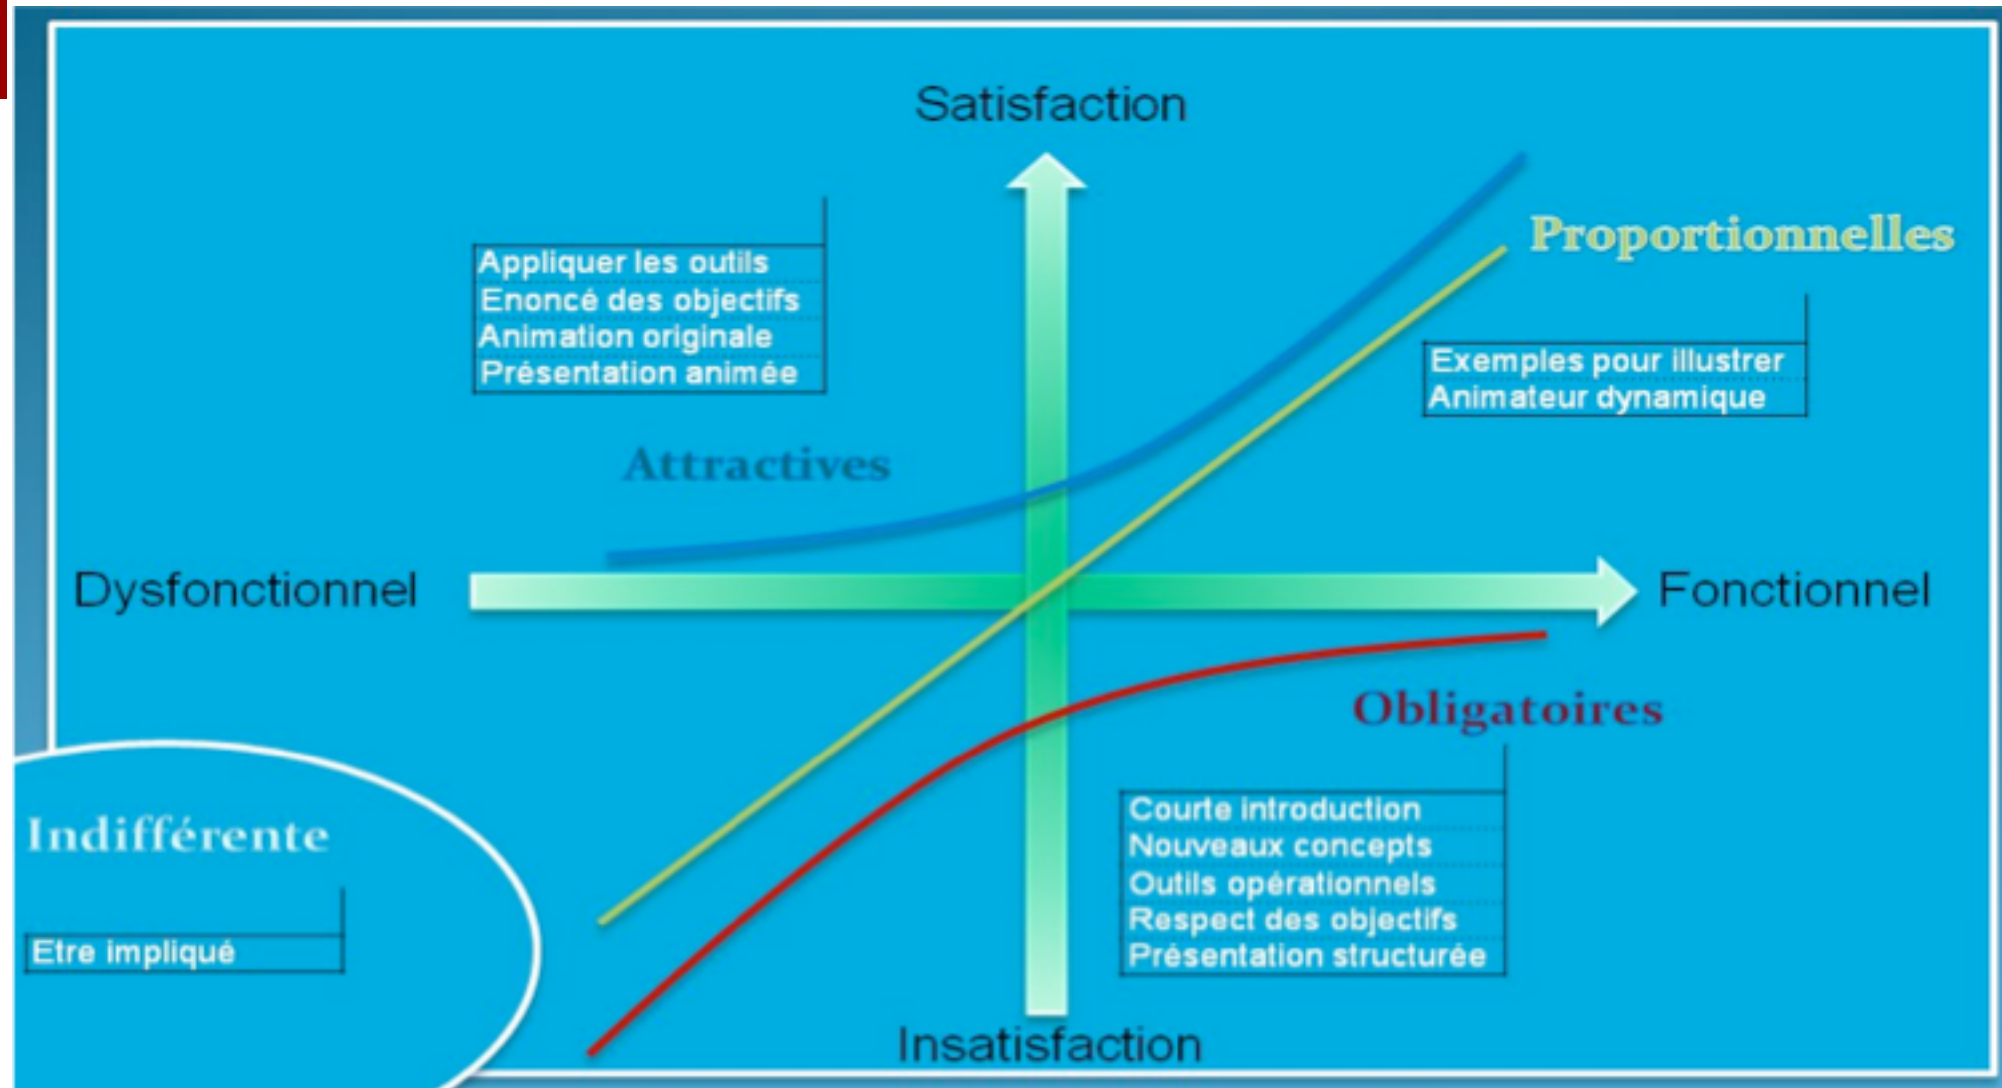 Satisfaction
Proportionnelles
Appliquer les outils
Enoncé des objectifs
Animation originale
Présentation animée
Exemples pour illustrer
Animateur dynamique
Attractives
Dysfonctionnel
Fonctionnel
Obligatoires
Courte introduction
Nouveaux concepts
Outils opérationnels
Respect des objectifs
Présentation structurée
Indifférente
Etre impliqué
Insatisfaction